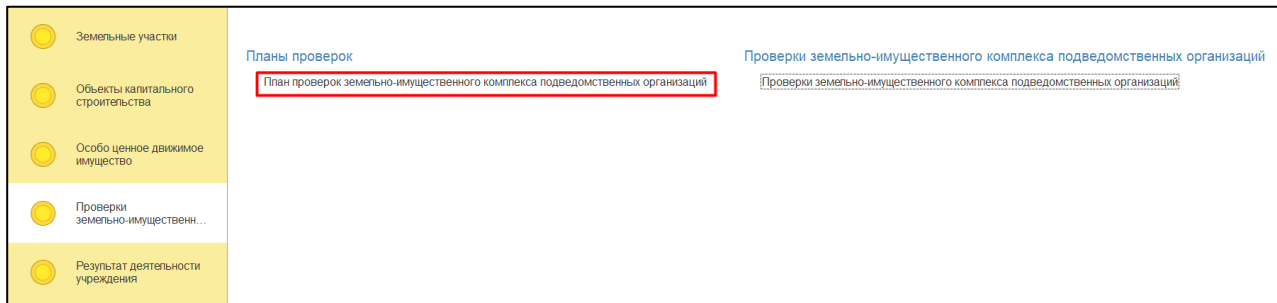 Земельные участки
Объекты капитального
строительства
Особо ценное движимое
имущество
Проверки
земельно-имущественн...
Результат деятельности
учреждения
Планы проверок
План проверок земельно-имущественного комплекса подведомственных организаций
Проверки земельно-имущественного комплекса подведомственных организаций
Проверки земельно-имущественного комплекса подведомственных организаций